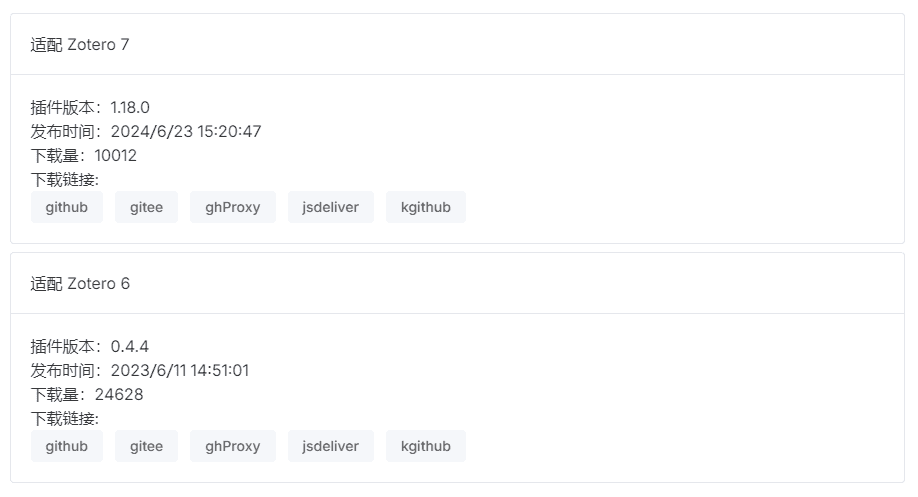 适配 Zotero 7
插件版本：1.18.0
发布时间：2024/6/23 15:20:47
下载量：10012
下载链接:
github gitee ghProxy jsdeliver kgithub
适配 Zotero 6
插件版本：0.4.4
发布时间：2023/6/11 14:51:01
下载量：24628
下载链接:
github gitee ghProxy jsdeliver kgithub